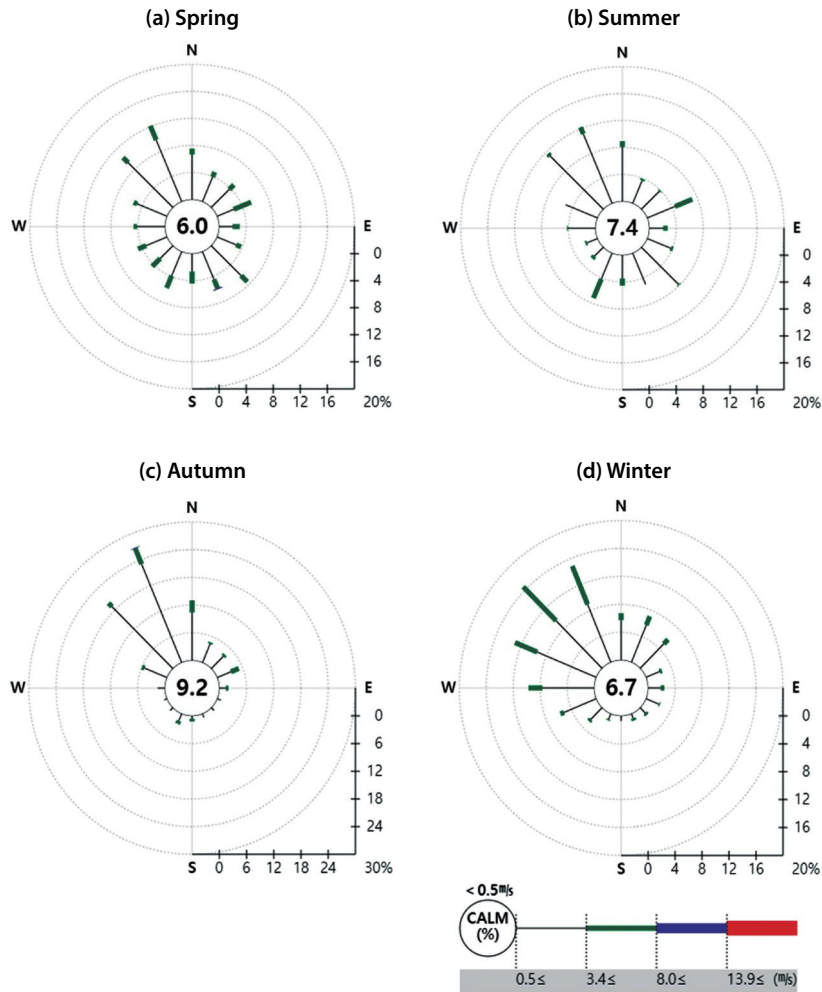 (a) Spring
(b) Summer
N
N
W
6.0
E
W
7.4
E
0
0
4
4
8
8
12
12
16
16
S 0 4 8 12 16 20%
S 0 4 8 12 16 20%
(c) Autumn
(d) Winter
N
N
W
9.2
E
W
6.7
E
0
0
6
4
12
8
18
12
24
16
S 0 6 12 18 24 30%
S 0 4 8 12 16 20%
< 0.5㎧
CALM
(%)
0.5≤ 3.4≤ 8.0≤ 13.9≤ (㎧)